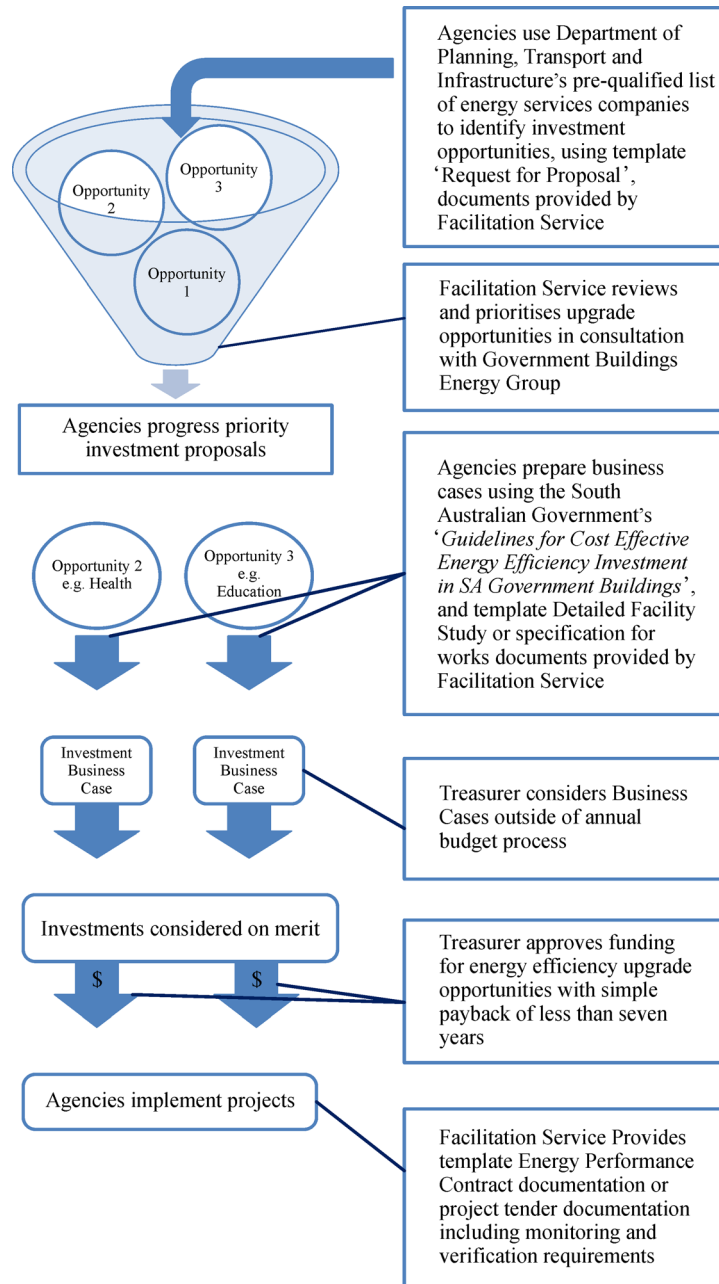 Agencies use Department of
Planning, Transport and
Infrastructure's pre-qualified list
of energy services companies
to identify investment
opportunities, using template
‘Request for Proposal’,
documents provided by
Facilitation Service
Opportunity
2
Opportunity
3
Opportunity
1
Facilitation Service reviews
and prioritises upgrade
opportunities in consultation
with Government Buildings
Energy Group
Agencies progress priority
investment proposals
Opportunity 2
e.g. Health
Opportunity 3
e.g.
Education
Agencies prepare business
cases using the South
Australian Government’s
‘Guidelines for Cost Effective
Energy Efficiency Investment
in SA Government Buildings’,
and template Detailed Facility
Study or specification for
works documents provided by
Facilitation Service
Investment
Business
Case
Investment
Business
Case
Treasurer considers Business
Cases outside of annual
budget process
Investments considered on merit
$
$
Treasurer approves funding
for energy efficiency upgrade
opportunities with simple
payback of less than seven
years
Agencies implement projects
Facilitation Service Provides
template Energy Performance
Contract documentation or
project tender documentation
including monitoring and
verification requirements